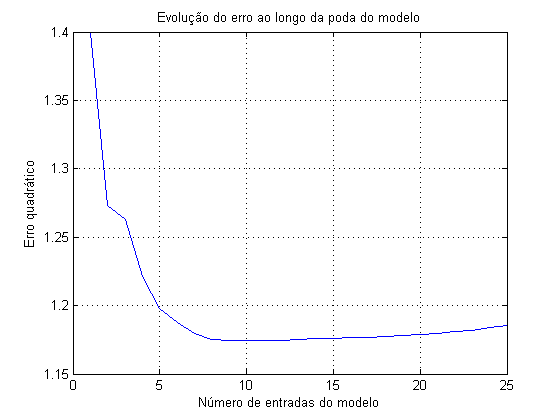 Evolução do erro ao longo da poda do modelo
1.4
1.35
1.3
1.25
1.2
1.15
Erro quadrático
0 5 10 15 20 25
Número de entradas do modelo